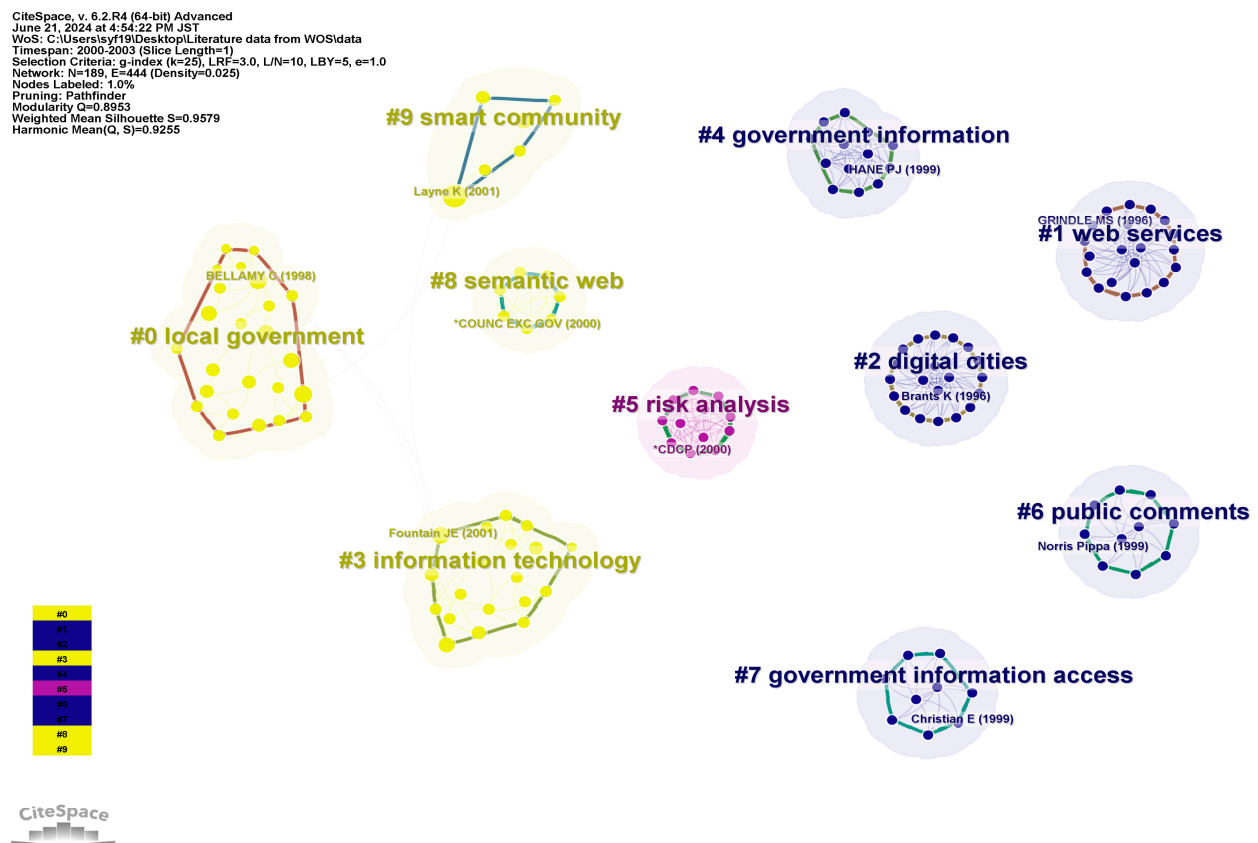 CiteSpace, v. 6.2.R4 (64-bit) Advanced
June 21, 2024 at 4:54:22 PM JST
WoS: C:\Users\syf19\Desktop\Literature data from WOS\data
Timespan: 2000-2003 (Slice Length=1)
Selection Criteria: g-index (k=25), LRF=3.0, L/N=10, LBY=5, e=1.0
Network: N=189, E=444 (Density=0.025)
Nodes Labeled: 1.0%
Pruning: Pathfinder
Modularity Q=0.8953
Weighted Mean Silhouette S=0.9579
Harmonic Mean(Q, S)=0.9255
#9 smart community
Layne K (2001)
#4 government information
HANE PJ (1999)
GRINDLE MS (1996)
#1 web services
BELLAMY C (1998)
#0 local government
#8 semantic web
*COUNC EXC GOV (2000)
#2 digital cities
Brants K (1996)
#5 risk analysis
*CDCP (2000)
#6 public comments
Norris Pippa (1999)
Fountain JE (2001)
#3 information technology
#7 government information access
Christian E (1999)
#0
#1
#2
#3
#4
#5
#6
#7
#8
#9
CiteSpace